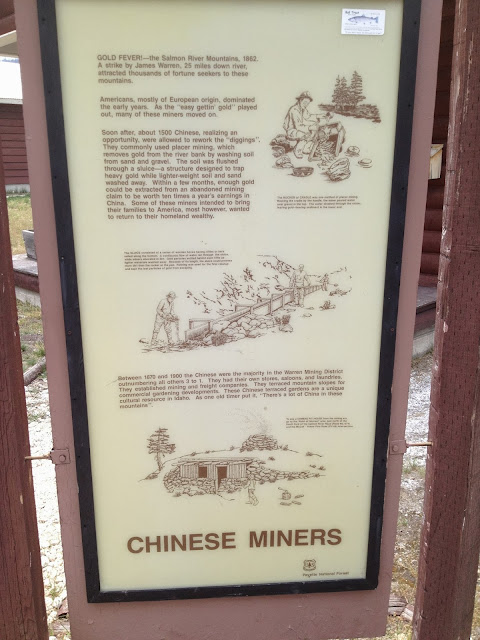 GOLD FEVER!—the Salmon River Mountains, 1862.
A strike by James Warren, 25 miles down river,
attracted thousands of fortune seekers to these
mountains.
Americans, mostly of European origin, dominated
the early years. As the "easy gettin' gold" played
out, many of these miners moved on.
Soon after, about 1500 Chinese, realizing an
opportunity, were allowed to rework the "diggings".
They commonly used placer mining, which
removes gold from the river bank by washing soil
from sand and gravel. The soil was flushed
through a sluice—a structure designed to trap
heavy gold while lighter-weight soil and sand
washed away. Within a few months, enough gold
could be extracted from an abandoned mining
claim to be worth ten times a year's earnings in
China. Some of these miners intended to bring
their families to America, most however, wanted
to return to their homeland wealthy.
Between 1870 and 1900 the Chinese were the majority in the Warren Mining District
outnumbering all others 3 to 1. They had their own stores, saloons, and laundries.
They established mining and freight companies. They terraced mountain slopes for
commercial gardening developments. These Chinese terraced gardens are a unique
cultural resource in Idaho. As one old timer put it, "There's a lot of China in these
mountains".
CHINESE MINERS
Payette National Forest